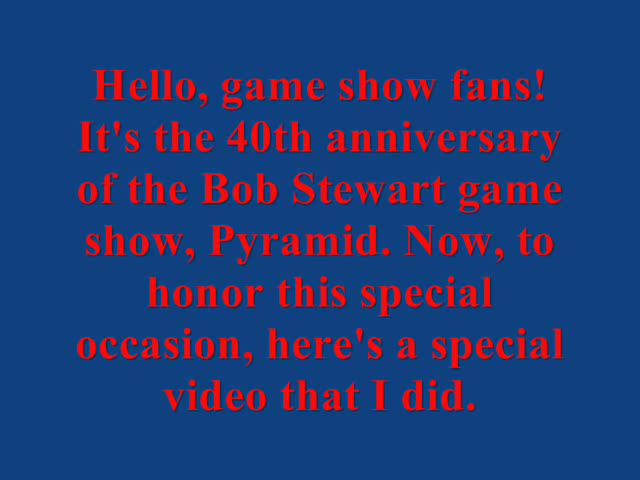 Hello, game show fans!
It's the 40th anniversary
of the Bob Stewart game
show, Pyramid. Now, to
honor this special
occasion, here's a special
video that I did.